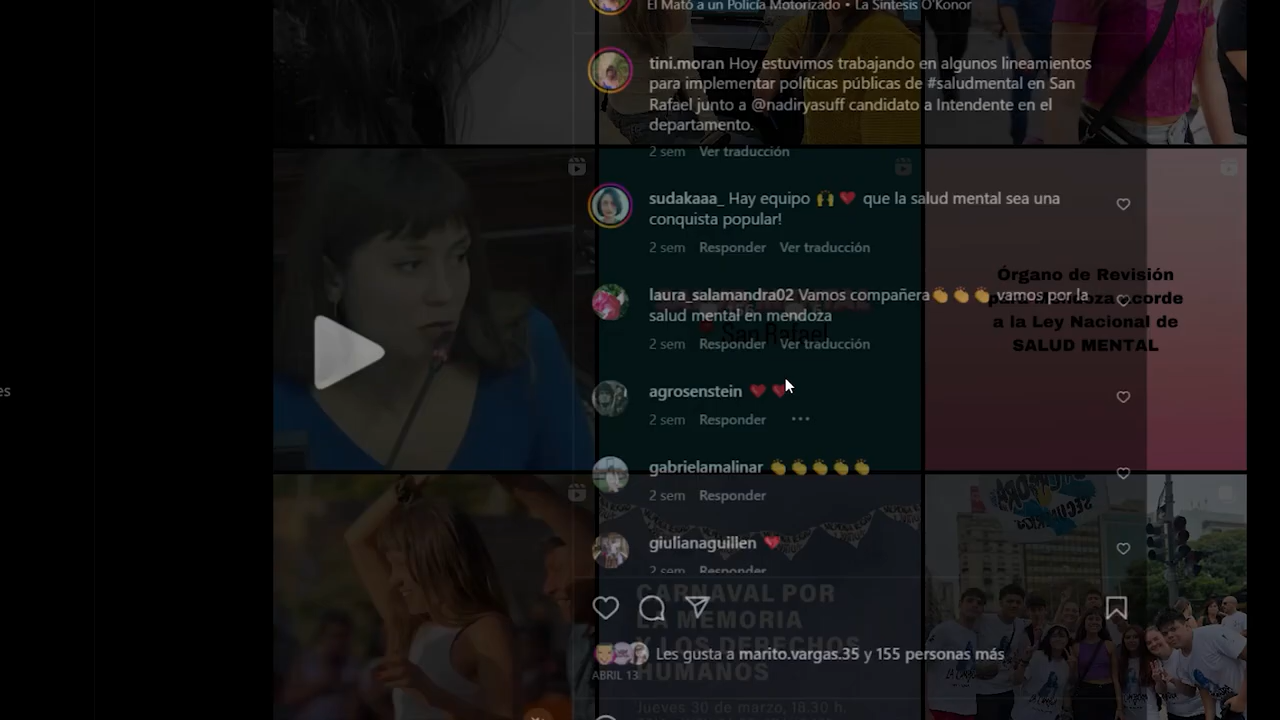 El Mató a un Policía Motorizado • La Síntesis O'Konor
tini.moran Hoy estuvimos trabajando en algunos lineamientos
para implementar políticas públicas de #saludmental en San
Rafael junto a @nadiryasuff candidato a Intendente en el
departamento.
2 sem Ver traducción
sudakaaa_ Hay equipo 🙌 ❤️ que la salud mental sea una
conquista popular!
2 sem Responder Ver traducción
laura_salamandra02 Vamos compañera👏👏👏 vamos por la
salud mental en mendoza
2 sem Responder Ver traducción
agrosenstein ❤️ ❤️
2 sem Responder ...
gabrielamalinar 👏👏👏👏👏
2 sem Responder
giulianaguillen ❤️
2 sem Responder
Les gusta a marito.vargas.35 y 155 personas más
ABRIL 13
es
San Rafael
Órgano de Revisión
a la Ley Nacional de
SALUD MENTAL
CARNAVAL POR
LA MEMORIA
Y LOS DERECHOS
HUMANOS
Jueves 30 de marzo, 18.30 h.